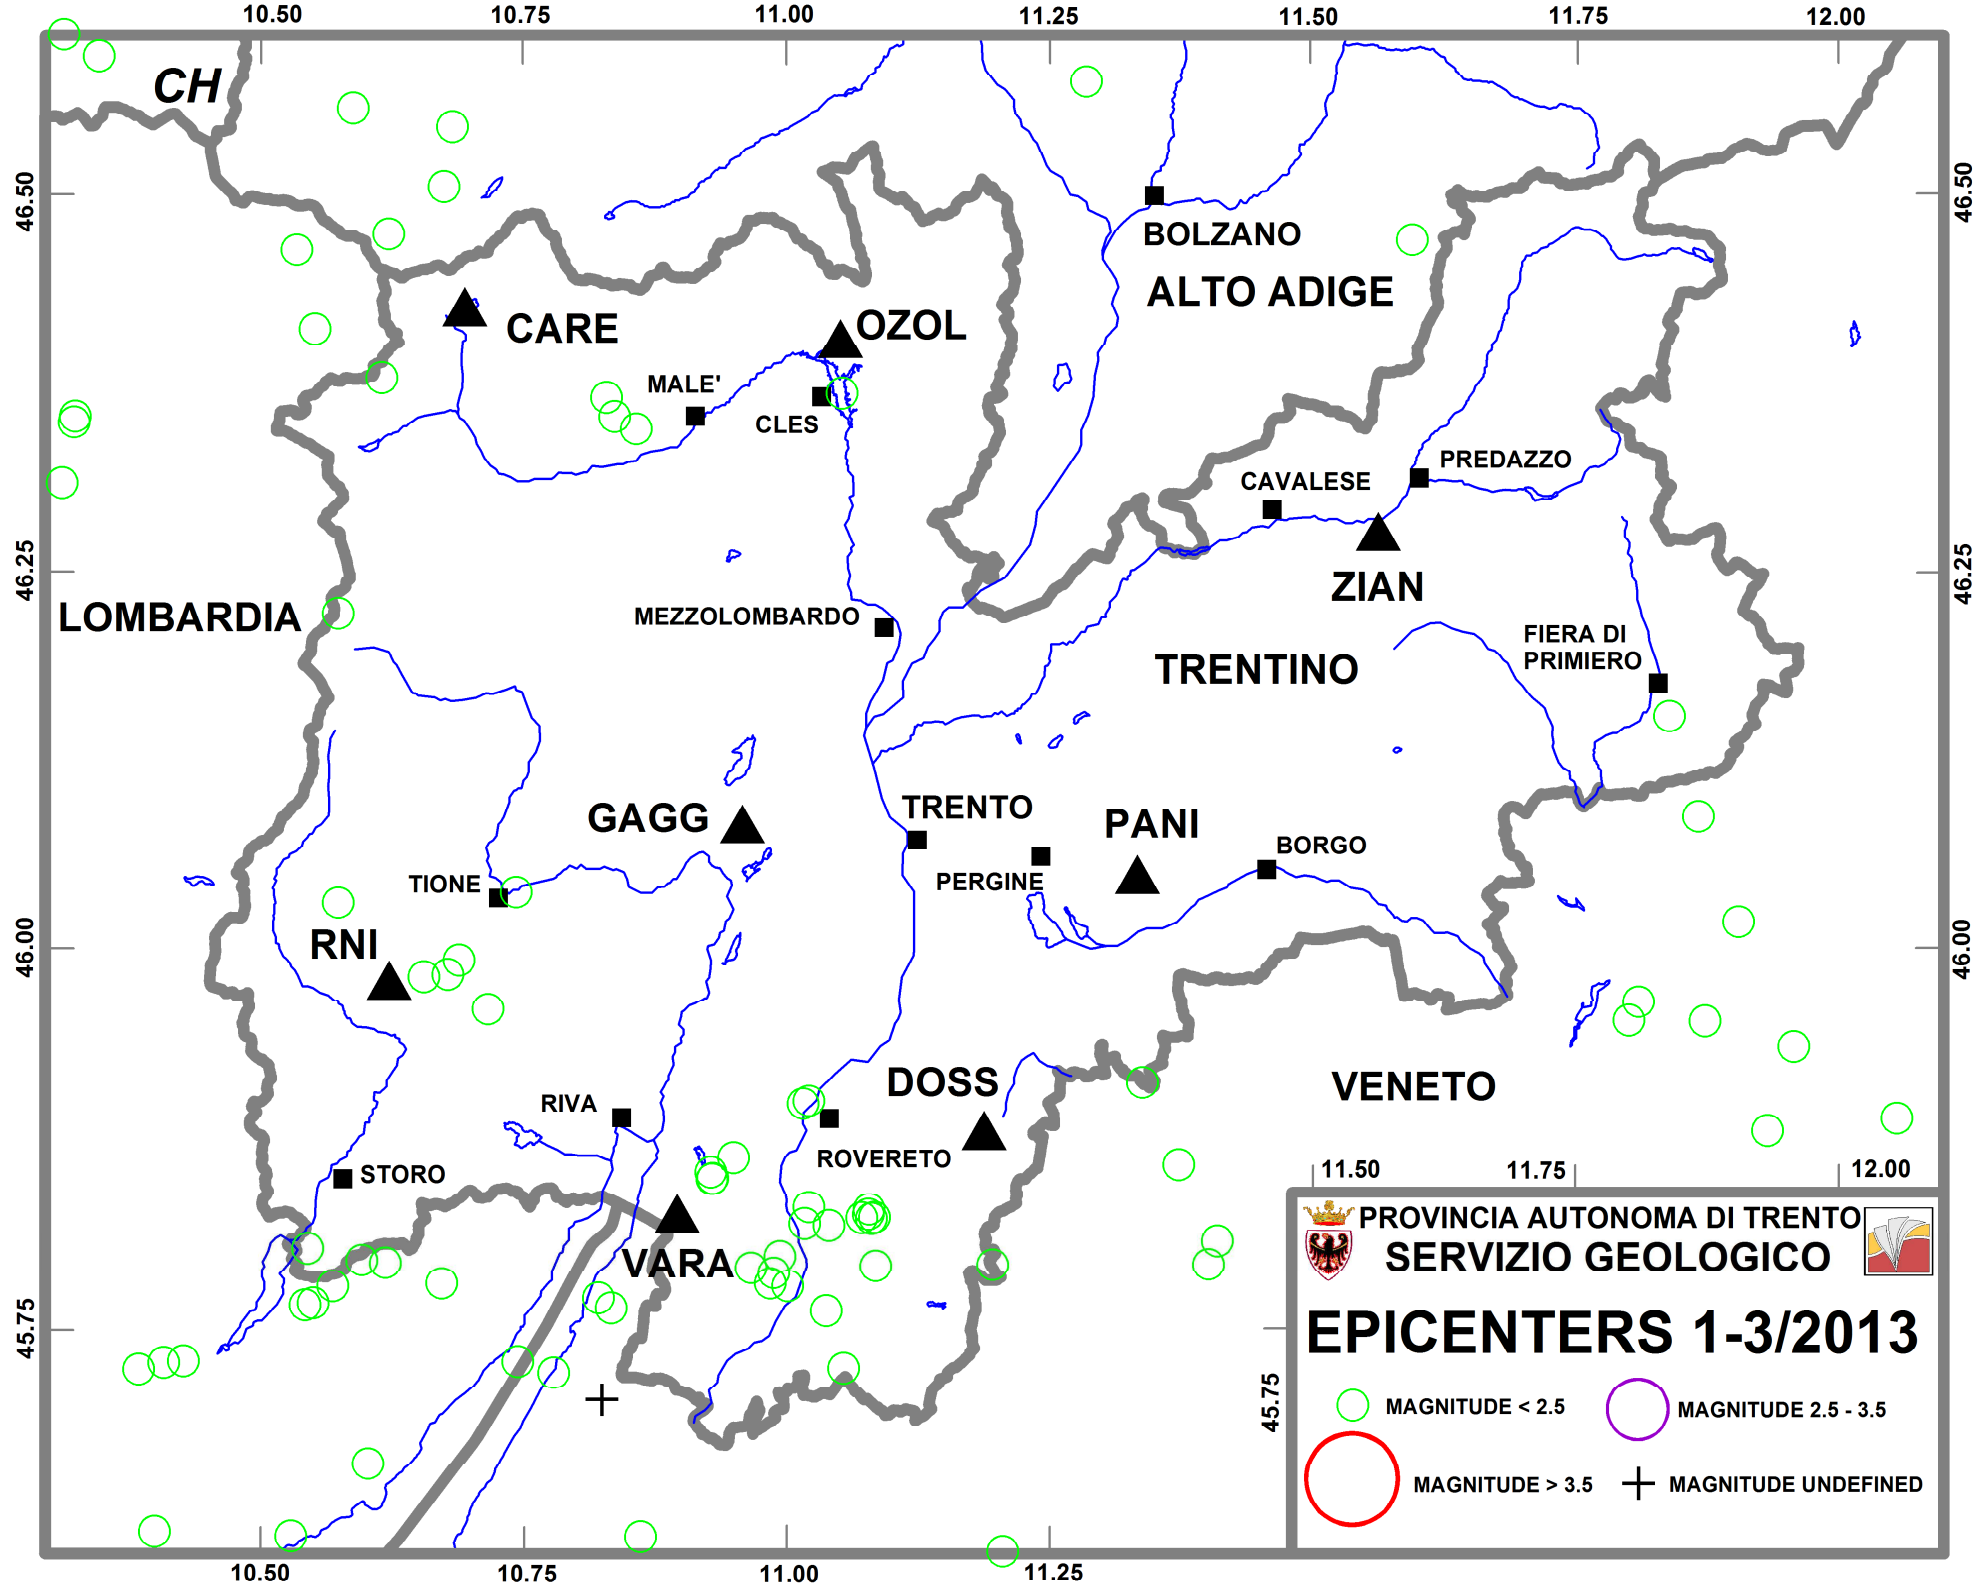 10.50 10.75 11.00 11.25 11.50 11.75 12.00
CH
46.50 46.50
BOLZANO
ALTO ADIGE
CARE
OZOL
MALE'
CLES
PREDAZZO
CAVALESE
46.25 46.25
ZIAN
LOMBARDIA
MEZZOLOMBARDO
FIERA DI
PRIMIERO
TRENTINO
GAGG
TRENTO
PANI
BORGO
TIONE
PERGINE
RNI
46.00 46.00
DOSS
VENETO
RIVA
ROVERETO
STORO
11.50 11.75 12.00
VARA
PROVINCIA AUTONOMA DI TRENTO
SERVIZIO GEOLOGICO
45.75
EPICENTERS 1-3/2013
45.75
MAGNITUDE < 2.5
MAGNITUDE 2.5 - 3.5
MAGNITUDE > 3.5
MAGNITUDE UNDEFINED
10.50 10.75 11.00 11.25